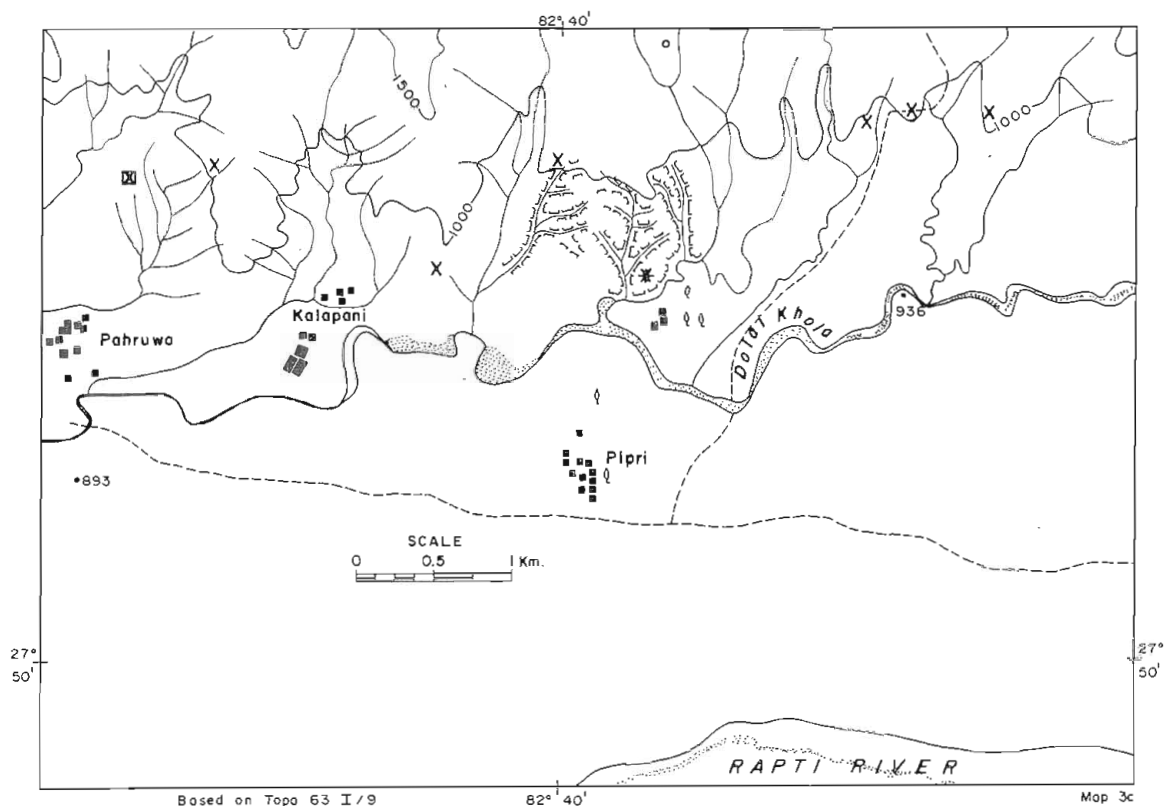 82° 40'
1500
1000
1000
Kalapani
Pahruwa
936
Dolai Khola
Pipri
893
SCALE
0 0.5 1 Km.
27° 50'
27° 50'
RAPTI RIVER
Based on Topo 63 I/9
82° 40'
Map 3c